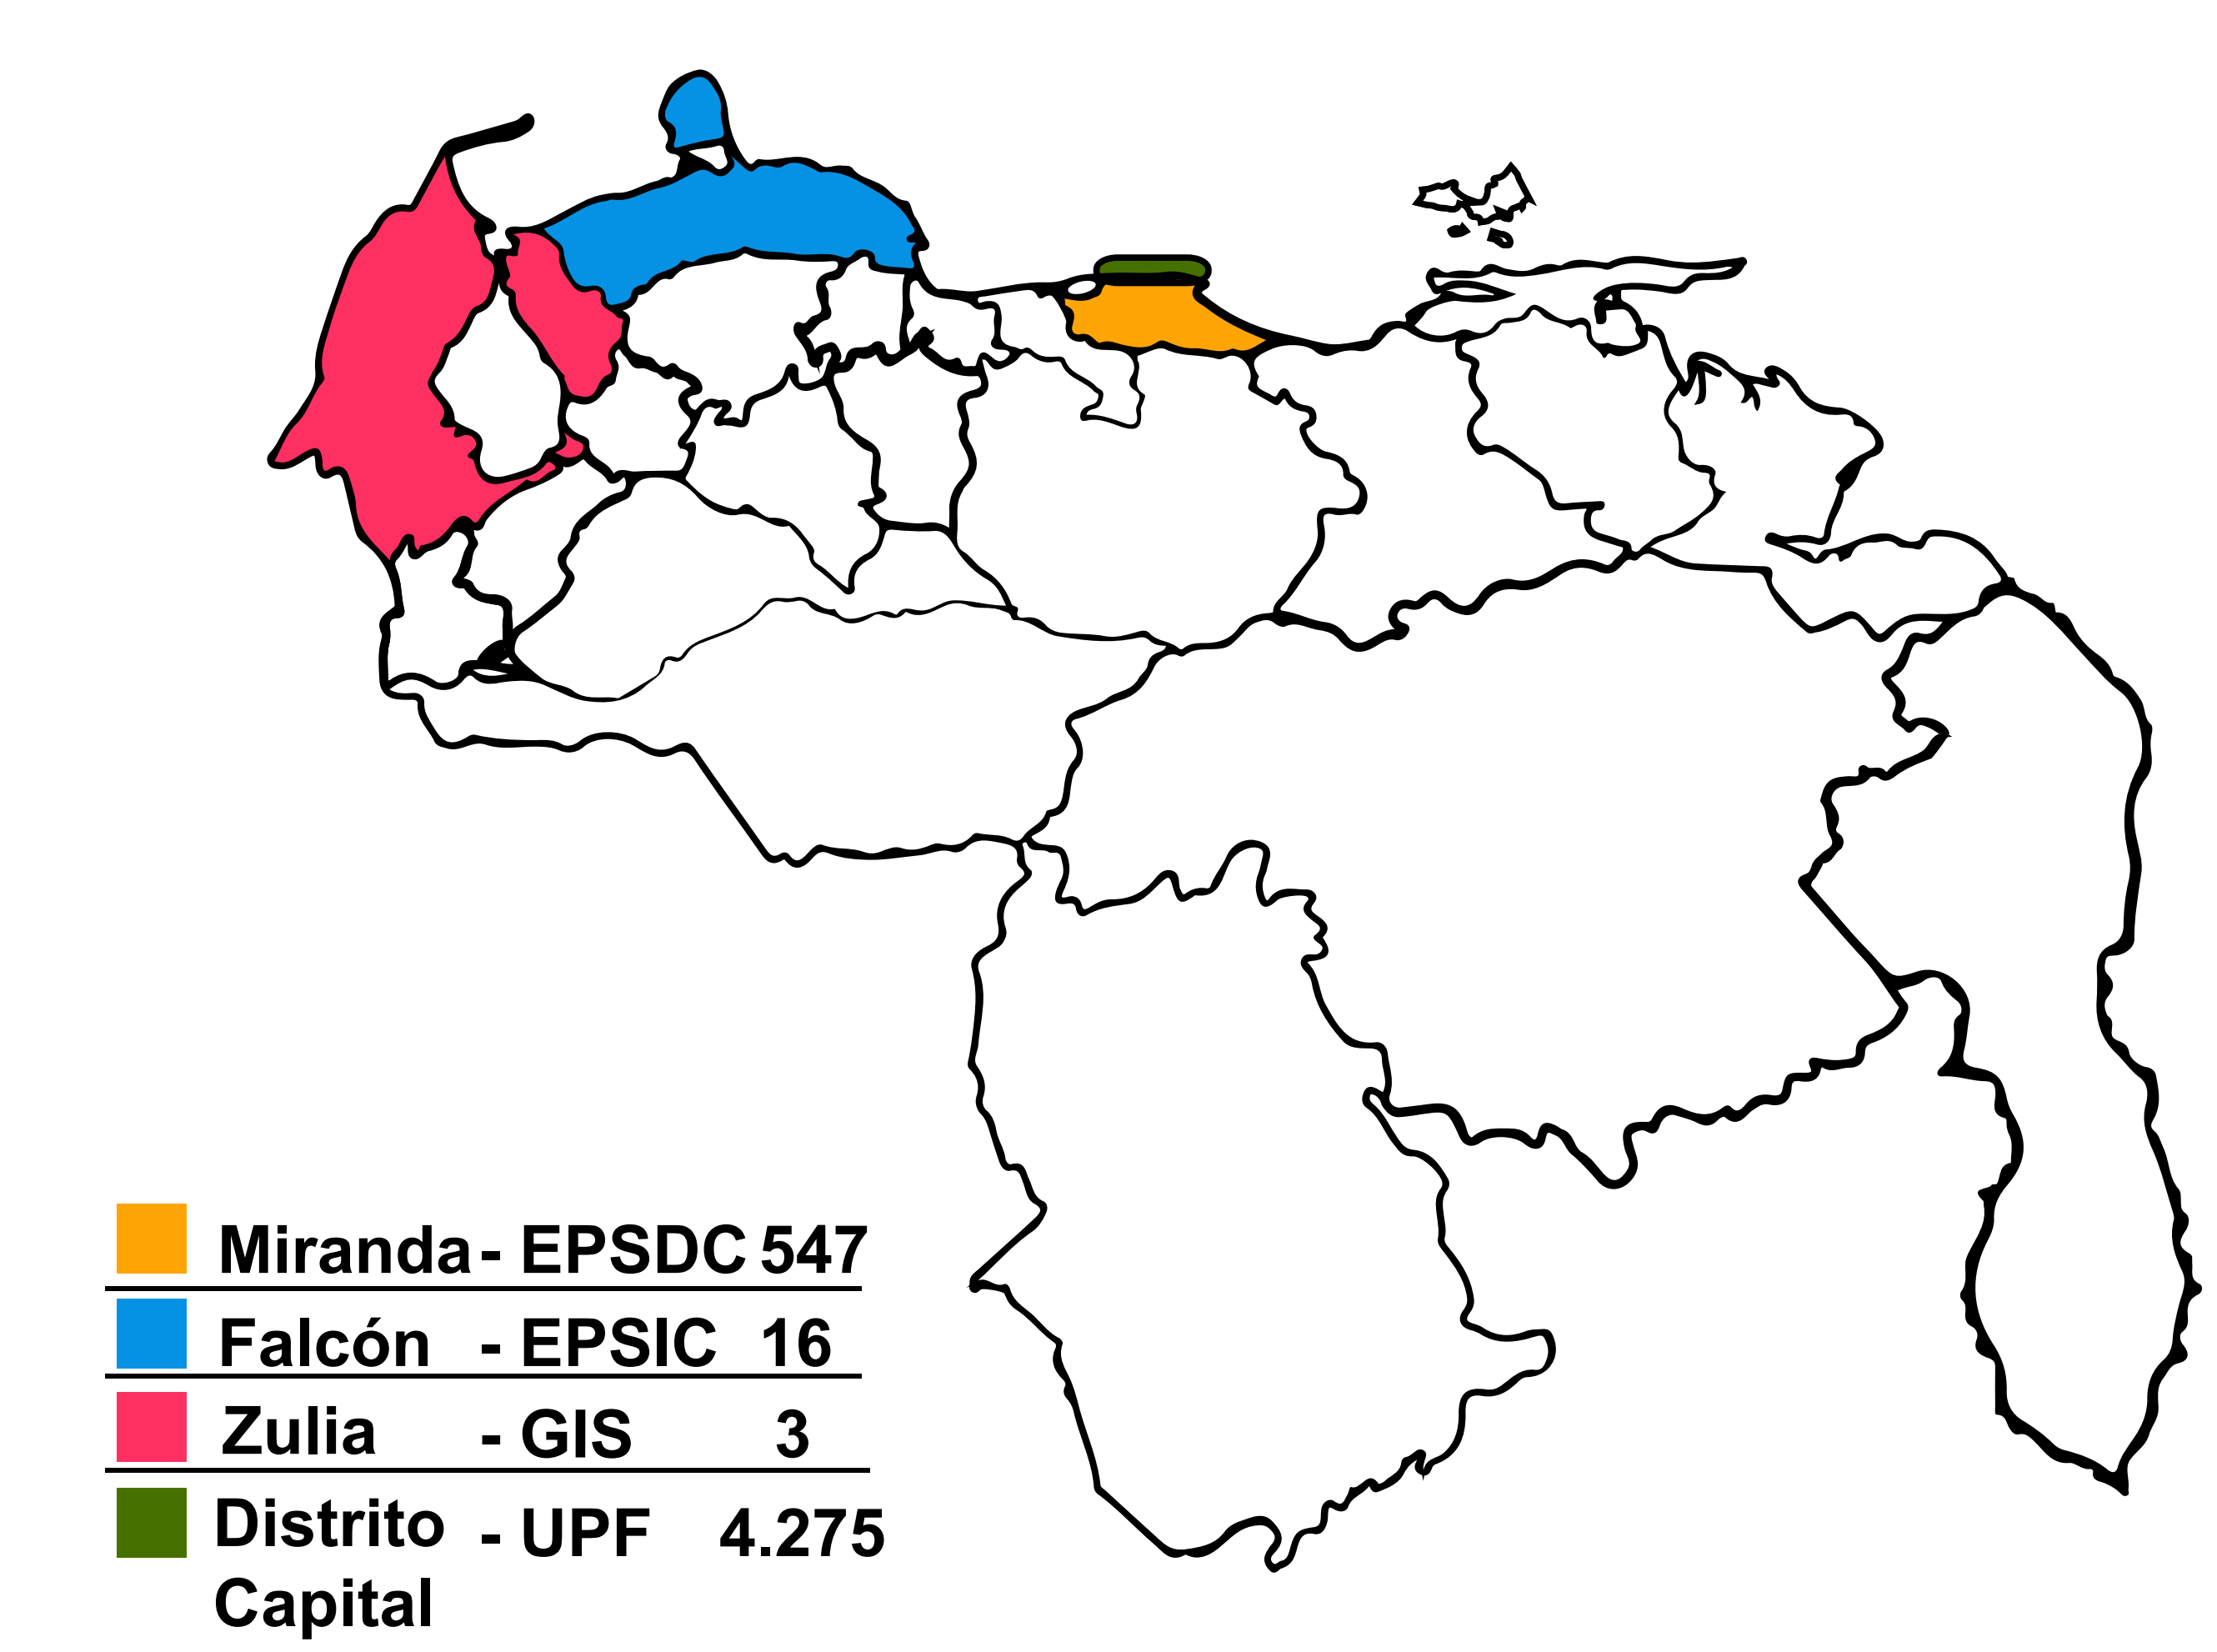 Miranda - EPSDC 547
Falcón - EPSIC 16
Zulia - GIS 3
Distrito - UPF 4.275
Capital